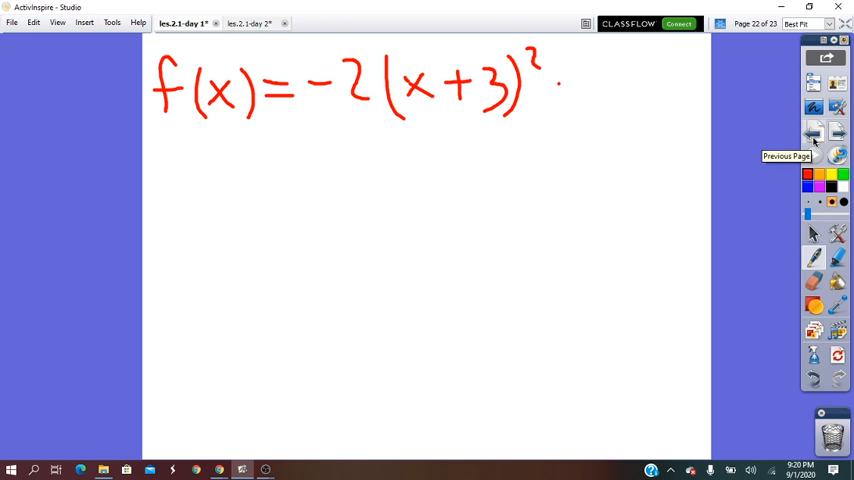 ActivInspire - Studio
File Edit View Insert Tools Help
les.2.1-day 1* les.2.1-day 2*
CLASSFLOW Connect
Page 22 of 23
Best Fit
f(x) = -2(x+3)²
Previous Page
9:20 PM
9/1/2020